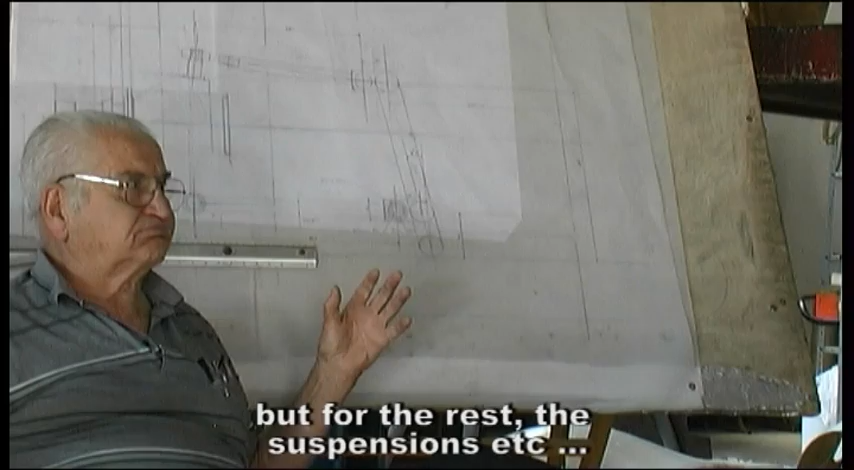 but for the rest, the
suspensions etc ...